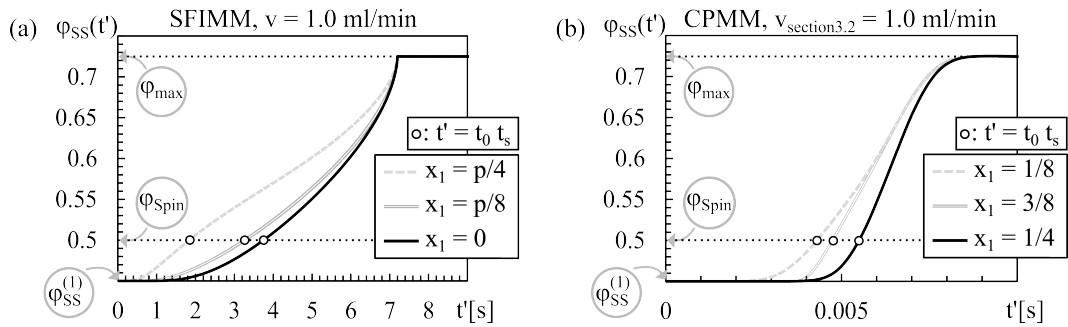 (a) SFIMM, v = 1.0 ml/min
φSS(t')
0.7
φmax
0.65
0.6
0.55
φSpin
0.5
φSS(1)
0 1 2 3 4 5 6 7 8 t'[s]
: t' = t0 ts
x1 = p/4
x1 = p/8
x1 = 0
(b) CPMM, vsection3.2 = 1.0 ml/min
φSS(t')
0.7
φmax
0.65
0.6
0.55
φSpin
0.5
φSS(1)
0 0.005 t'[s]
: t' = t0 ts
x1 = 1/8
x1 = 3/8
x1 = 1/4